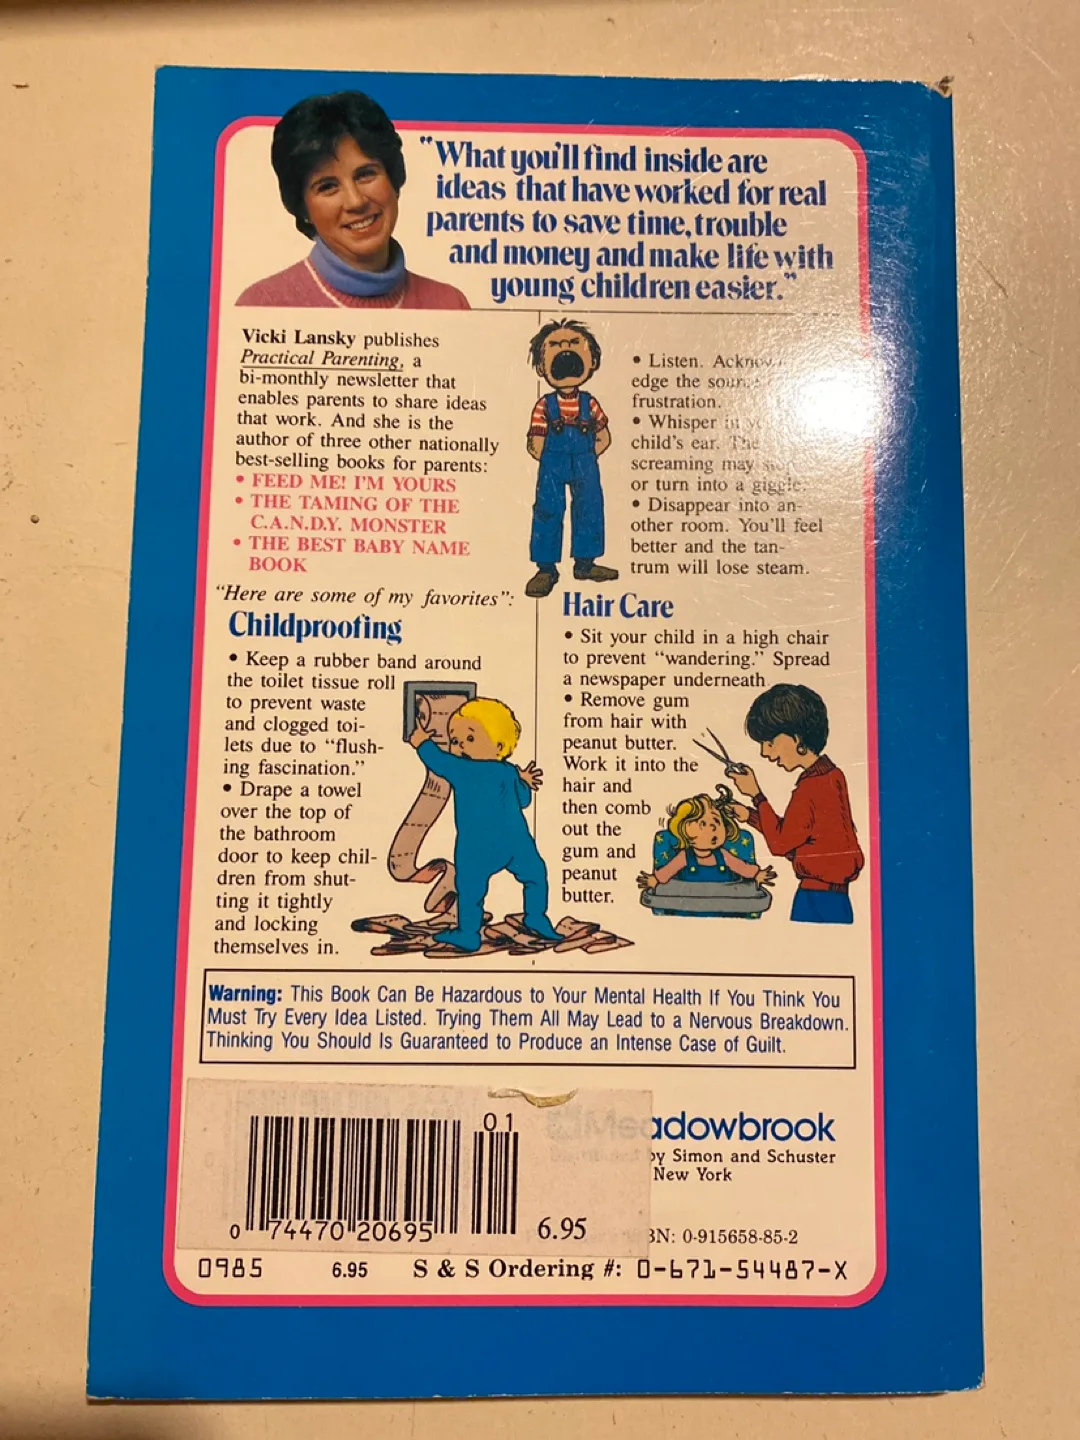 "What you'll find inside are
ideas that have worked for real
parents to save time, trouble
and money and make life with
young children easier."
Vicki Lansky publishes
Practical Parenting, a
bi-monthly newsletter that
enables parents to share ideas
that work. And she is the
author of three other nationally
best-selling books for parents:
• FEED ME! I'M YOURS
• THE TAMING OF THE
C.A.N.D.Y. MONSTER
• THE BEST BABY NAME
BOOK
"Here are some of my favorites":
Childproofing
• Keep a rubber band around
the toilet tissue roll
to prevent waste
and clogged toi-
lets due to "flush-
ing fascination."
• Drape a towel
over the top of
the bathroom
door to keep chil-
dren from shut-
ting it tightly
and locking
themselves in.
• Listen. Acknowl-
edge the source
frustration.
• Whisper in
child's ear. The
screaming may stop
or turn into a giggle.
• Disappear into an-
other room. You'll feel
better and the tan-
trum will lose steam.
Hair Care
• Sit your child in a high chair
to prevent "wandering." Spread
a newspaper underneath.
• Remove gum
from hair with
peanut butter.
Work it into the
hair and
then comb
out the
gum and
peanut
butter.
Warning: This Book Can Be Hazardous to Your Mental Health If You Think You
Must Try Every Idea Listed. Trying Them All May Lead to a Nervous Breakdown.
Thinking You Should Is Guaranteed to Produce an Intense Case of Guilt.
Meadowbrook
by Simon and Schuster
New York
01
0 74470 20695
6.95
BN: 0-915658-85-2
0985 6.95 S & S Ordering #: 0-671-54487-X